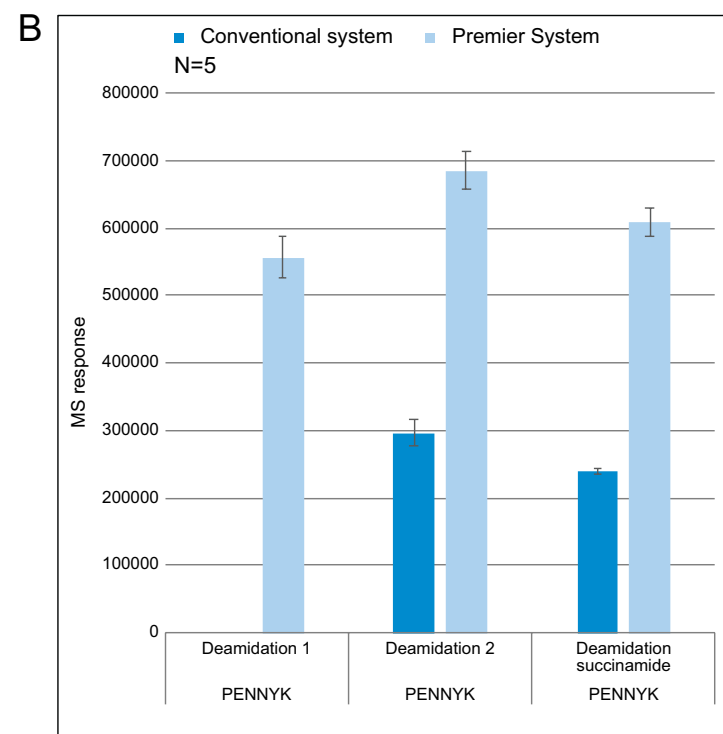 B
Conventional system Premier System
N=5
800000
700000
600000
500000
400000
300000
200000
100000
0
MS response
Deamidation 1 Deamidation 2 Deamidation
succinamide
PENNYK PENNYK PENNYK